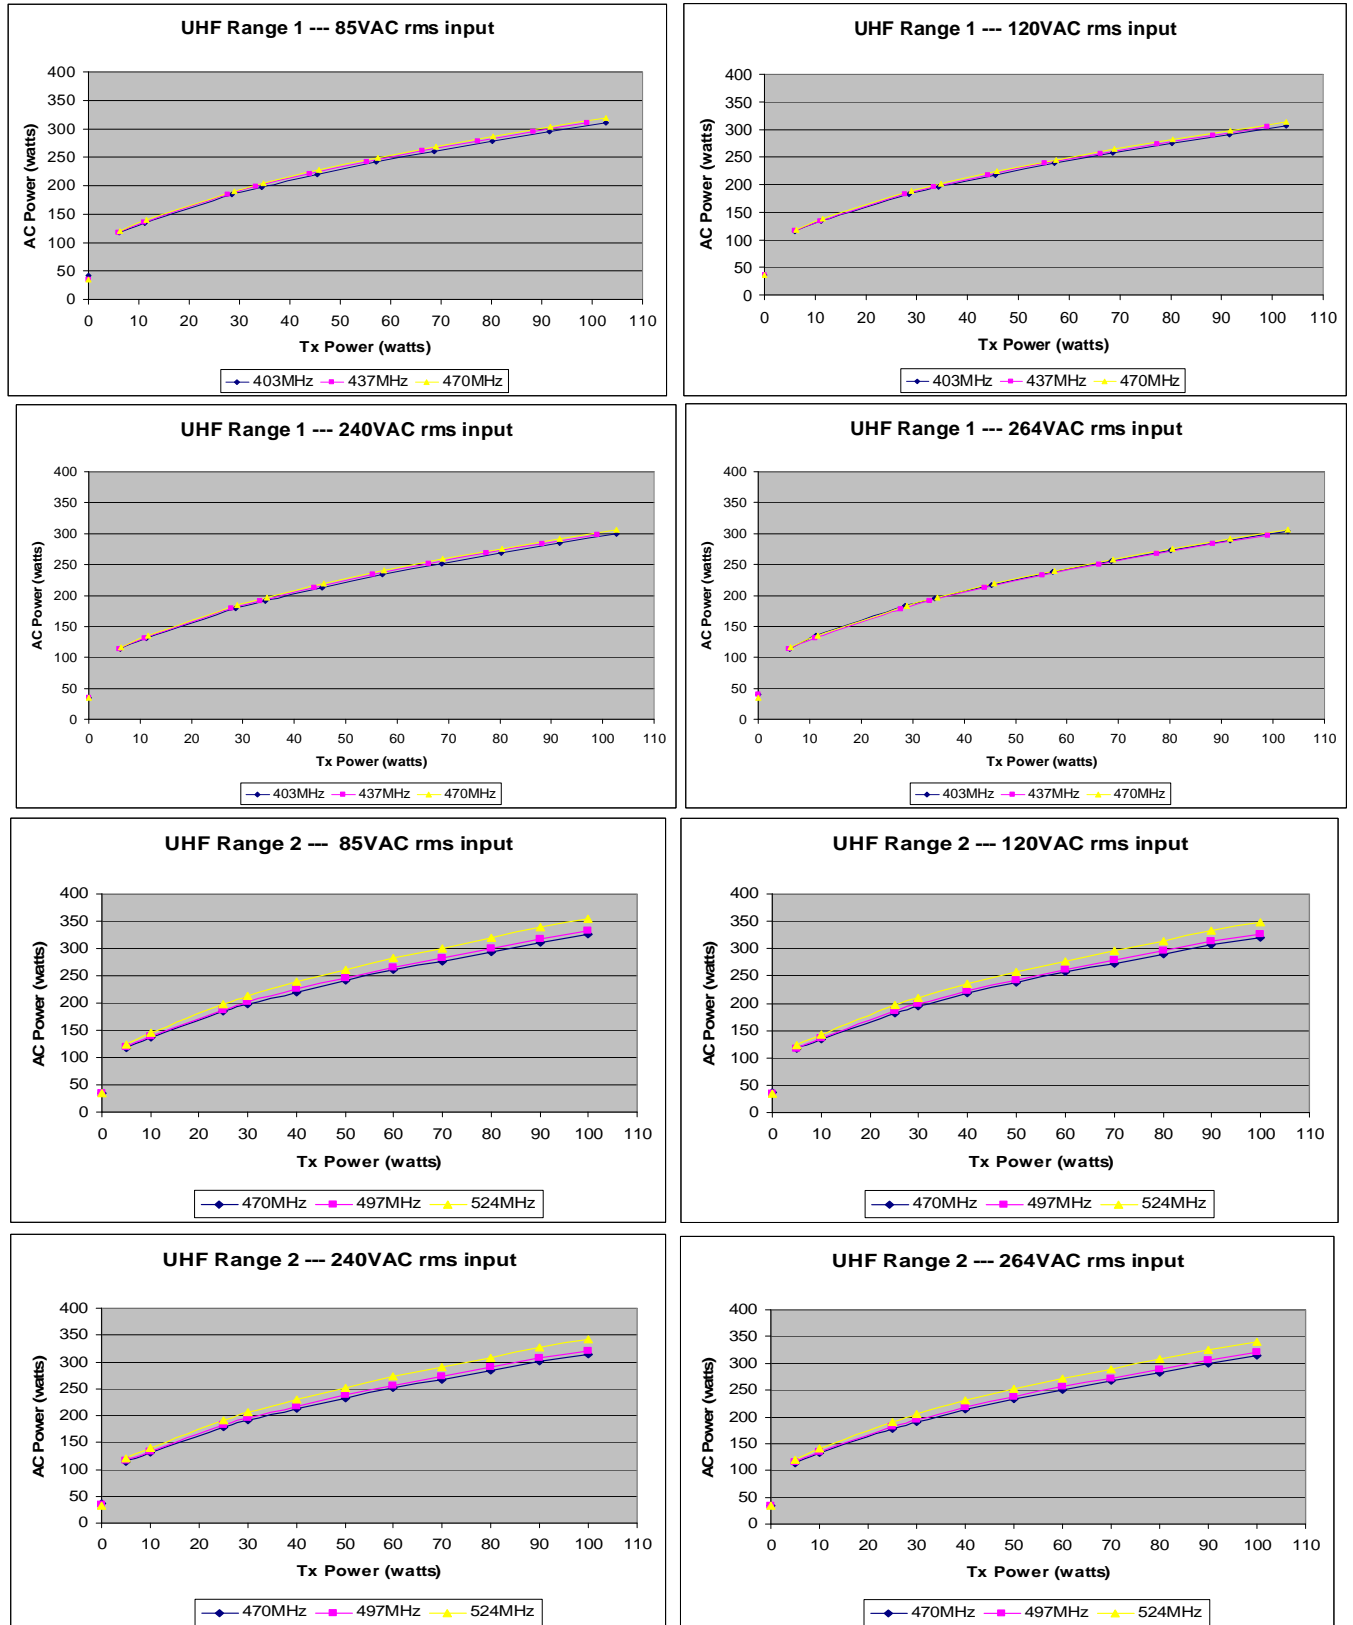 UHF Range 1 --- 85VAC rms input
AC Power (watts)
400
350
300
250
200
150
100
50
0
0 10 20 30 40 50 60 70 80 90 100 110
Tx Power (watts)
403MHz 437MHz 470MHz
UHF Range 1 --- 120VAC rms input
AC Power (watts)
400
350
300
250
200
150
100
50
0
0 10 20 30 40 50 60 70 80 90 100 110
Tx Power (watts)
403MHz 437MHz 470MHz
UHF Range 1 --- 240VAC rms input
AC Power (watts)
400
350
300
250
200
150
100
50
0
0 10 20 30 40 50 60 70 80 90 100 110
Tx Power (watts)
403MHz 437MHz 470MHz
UHF Range 1 --- 264VAC rms input
AC Power (watts)
400
350
300
250
200
150
100
50
0
0 10 20 30 40 50 60 70 80 90 100 110
Tx Power (watts)
403MHz 437MHz 470MHz
UHF Range 2 --- 85VAC rms input
AC Power (watts)
400
350
300
250
200
150
100
50
0
0 10 20 30 40 50 60 70 80 90 100 110
Tx Power (watts)
470MHz 497MHz 524MHz
UHF Range 2 --- 120VAC rms input
AC Power (watts)
400
350
300
250
200
150
100
50
0
0 10 20 30 40 50 60 70 80 90 100 110
Tx Power (watts)
470MHz 497MHz 524MHz
UHF Range 2 --- 240VAC rms input
AC Power (watts)
400
350
300
250
200
150
100
50
0
0 10 20 30 40 50 60 70 80 90 100 110
Tx Power (watts)
470MHz 497MHz 524MHz
UHF Range 2 --- 264VAC rms input
AC Power (watts)
400
350
300
250
200
150
100
50
0
0 10 20 30 40 50 60 70 80 90 100 110
Tx Power (watts)
470MHz 497MHz 524MHz